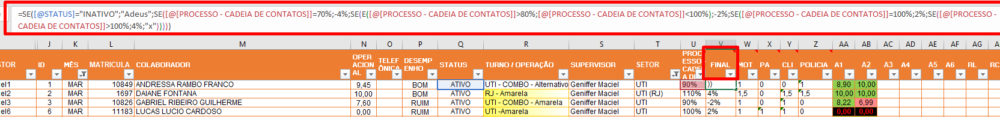 =SE([@STATUS]="INATIVO";"Adeus";SE([@[PROCESSO - CADEIA DE CONTATOS]]=70%;-4%;SE(E([@[PROCESSO - CADEIA DE CONTATOS]]>80%;[@[PROCESSO - CADEIA DE CONTATOS]]<100%);-2%;SE([@[PROCESSO - CADEIA DE CONTATOS]]=100%;2%;SE([@[PROCESSO -
CADEIA DE CONTATOS]]>100%;4%;"x")))))
J K L M N O P Q R S T U V W X Y Z AA AB AC AD AE AF AG A
STOR ID MÊS MATRICULA COLABORADOR OPER ACION AL TELEF ÔNICA DESEMP ENHO STATUS TURNO / OPERAÇÃO SUPERVISOR SETOR PROC ESSO CADE A DI FINAL MOT PA CLI POLICIA A1 A2 A3 A4 A5 A6 RL RC
iel1 1 MAR 10849 ANDRESSA RAMBO FRANCO 9,45 BOM ATIVO UTI - COMBO - Alternativo Geniffer Maciel UTI 90% )) 1 0 0 1 8,90 10,00
iel2 2 MAR 1697 DAIANE FONTANA 10,00 BOM ATIVO RJ - Amarela Geniffer Maciel UTI (RJ) 110% 4% 1,5 0 1,5 1,5 10,00 10,00
iel3 3 MAR 10826 GABRIEL RIBEIRO GUILHERME 7,60 RUIM ATIVO UTI - COMBO - Amarela Geniffer Maciel UTI 90% -2% 1 0 1 1 8,22 6,99
iel6 6 MAR 11183 LUCAS LUCIO CARDOSO 0,00 RUIM ATIVO UTI -Amarela Geniffer Maciel UTI 100% 2% 1 1 1 0 0,00 0,00